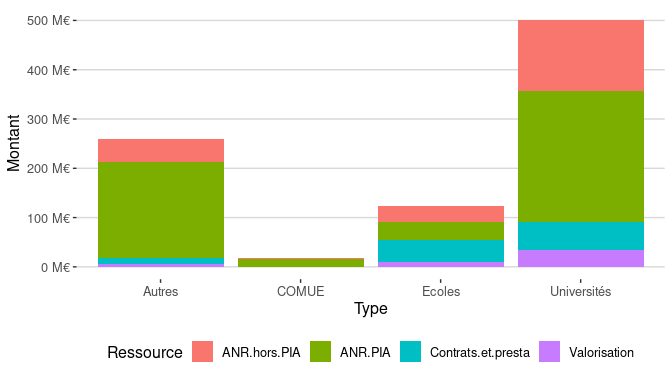 500 M€
400 M€
300 M€
200 M€
100 M€
0 M€
Montant
Autres COMUE Ecoles Universités
Type
Ressource ANR.hors.PIA ANR.PIA Contrats.et.presta Valorisation